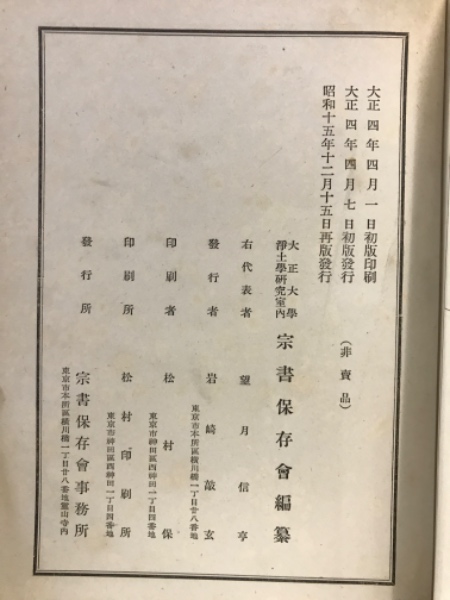 大正四年四月一日初版印刷
大正四年四月七日初版發行
昭和十五年十二月十五日再版發行
(非賣品)
大正大學
淨土學研究室內
宗書保存會編纂
右代表者 望月信亨
東京市本所區橫川橋一丁目廿八番地
發行者 岩崎敲玄
東京市神田區西神田一丁目四番地
印刷者 松村保
東京市神田區西神田一丁目四番地
印刷所 松村印刷所
東京市本所區橫川橋一丁目廿八番地靈山寺內
發行所 宗書保存會事務所